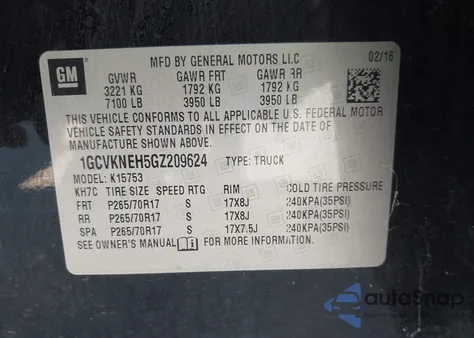 GM
MFD BY GENERAL MOTORS LLC
02/16
GVWR GAWR FRT GAWR RR
3221 KG 1792 KG 1792 KG
7100 LB 3950 LB 3950 LB
THIS VEHICLE CONFORMS TO ALL APPLICABLE U.S. FEDERAL MOTOR
VEHICLE SAFETY STANDARDS IN EFFECT ON THE DATE OF
MANUFACTURE SHOWN ABOVE.
1GCVKNEH5GZ209624 TYPE: TRUCK
MODEL: K15753
KH7C TIRE SIZE SPEED RTG RIM COLD TIRE PRESSURE
FRT P265/70R17 S 17X8J 240KPA(35PSI)
RR P265/70R17 S 17X8J 240KPA(35PSI)
SPA P265/70R17 S 17X7.5J 240KPA(35PSI)
SEE OWNER'S MANUAL FOR MORE INFORMATION.
autoSnap